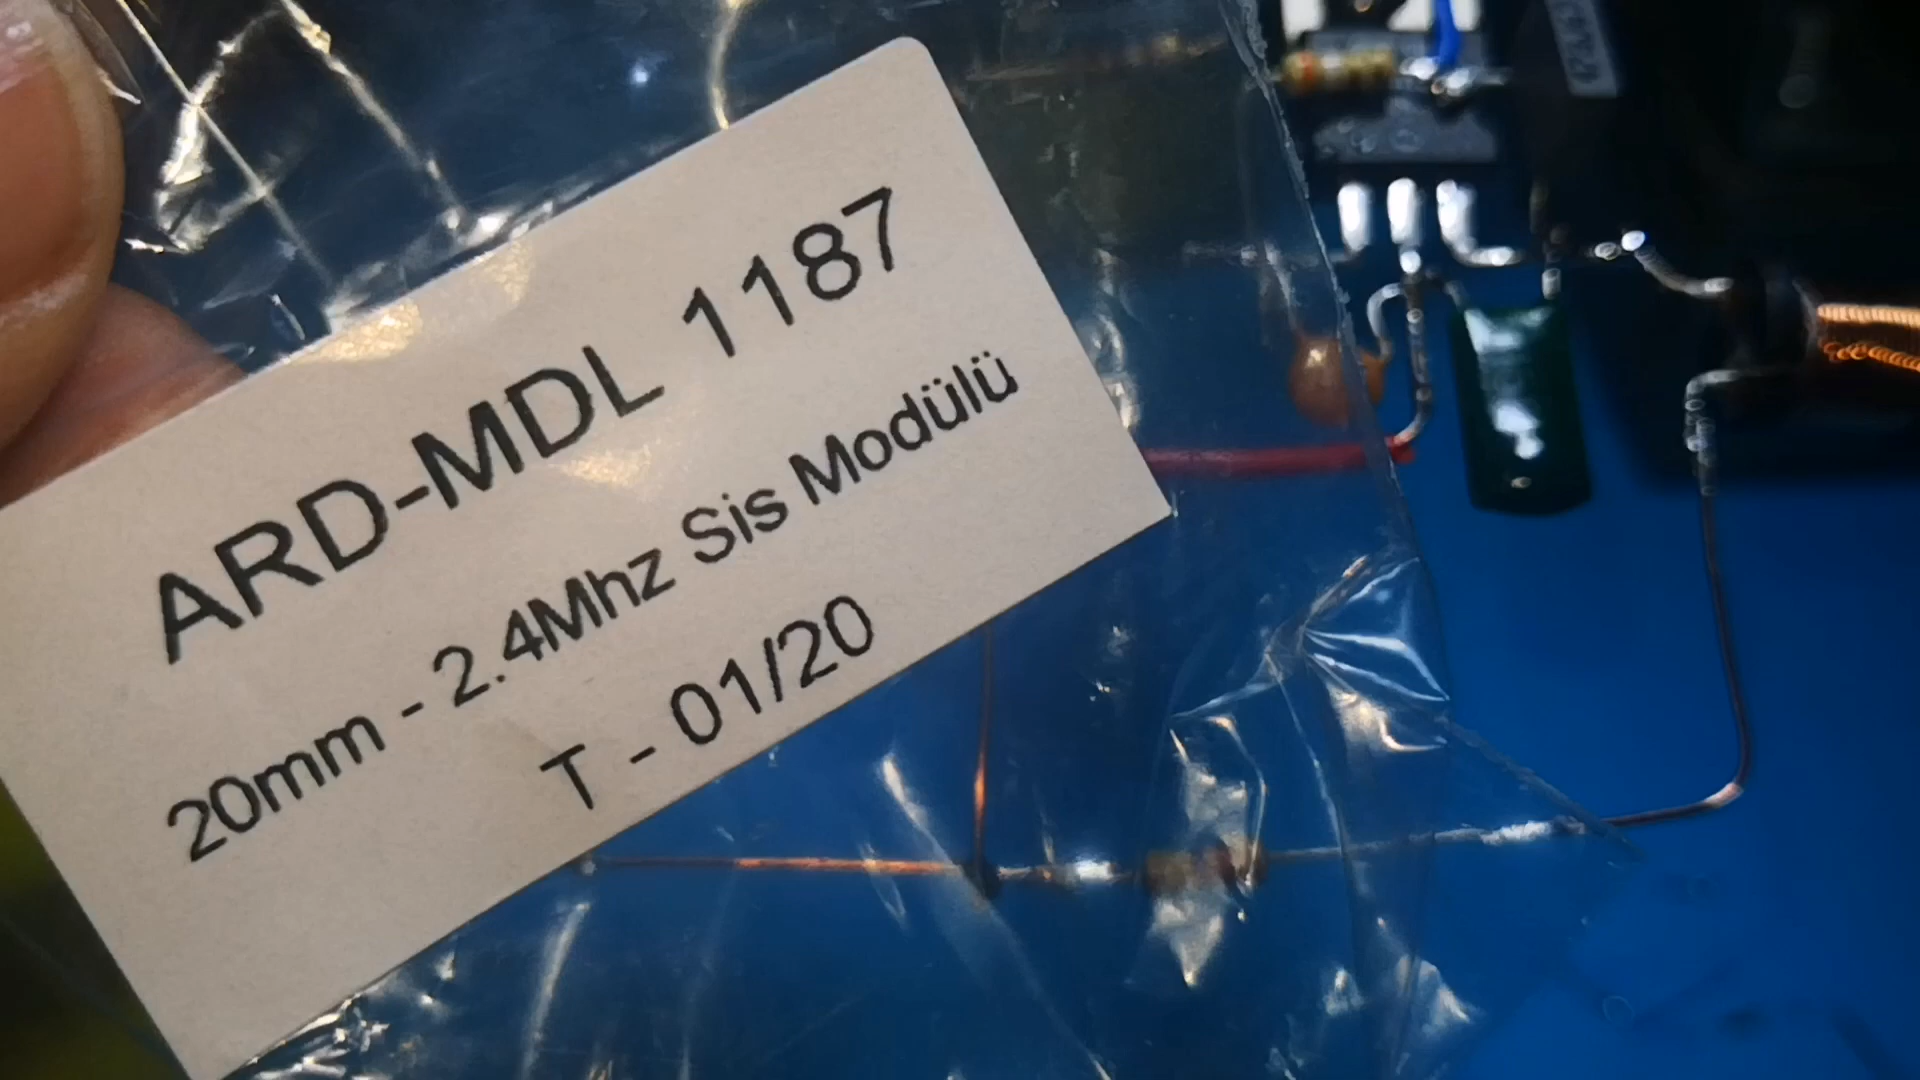 ARD-MDL 1187
20mm - 2.4Mhz Sis Modülü
T - 01/20